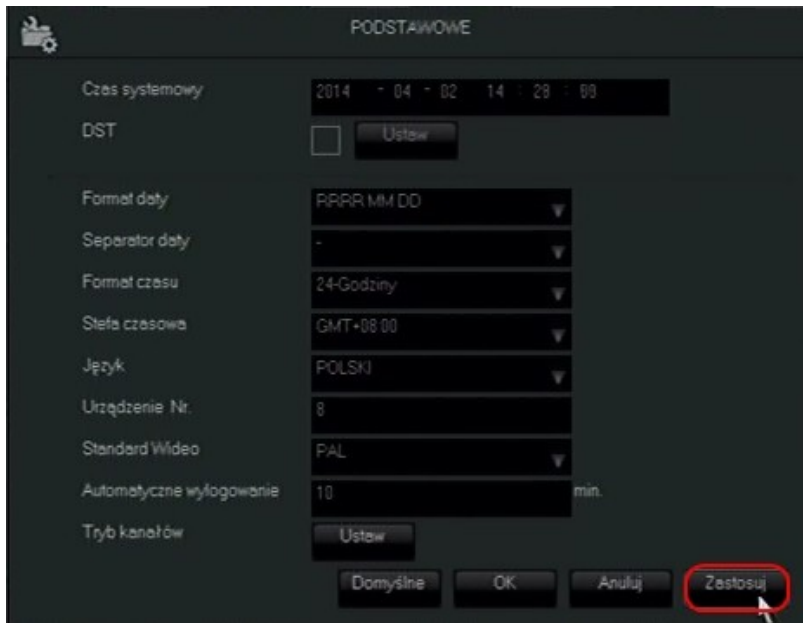 PODSTAWOWE
Czas systemowy 2014 - 04 - 02 14 : 28 :
DST Ustaw
Format daty RRRR MM DD
Separator daty -
Format czasu 24-Godziny
Stefa czasowa GMT+08:00
Język POLSKI
Urządzenie Nr. 8
Standard Wideo PAL
Automatyczne wylogowanie 10 min.
Tryb kanałów Ustaw
Domyślne OK Anuluj Zastosuj